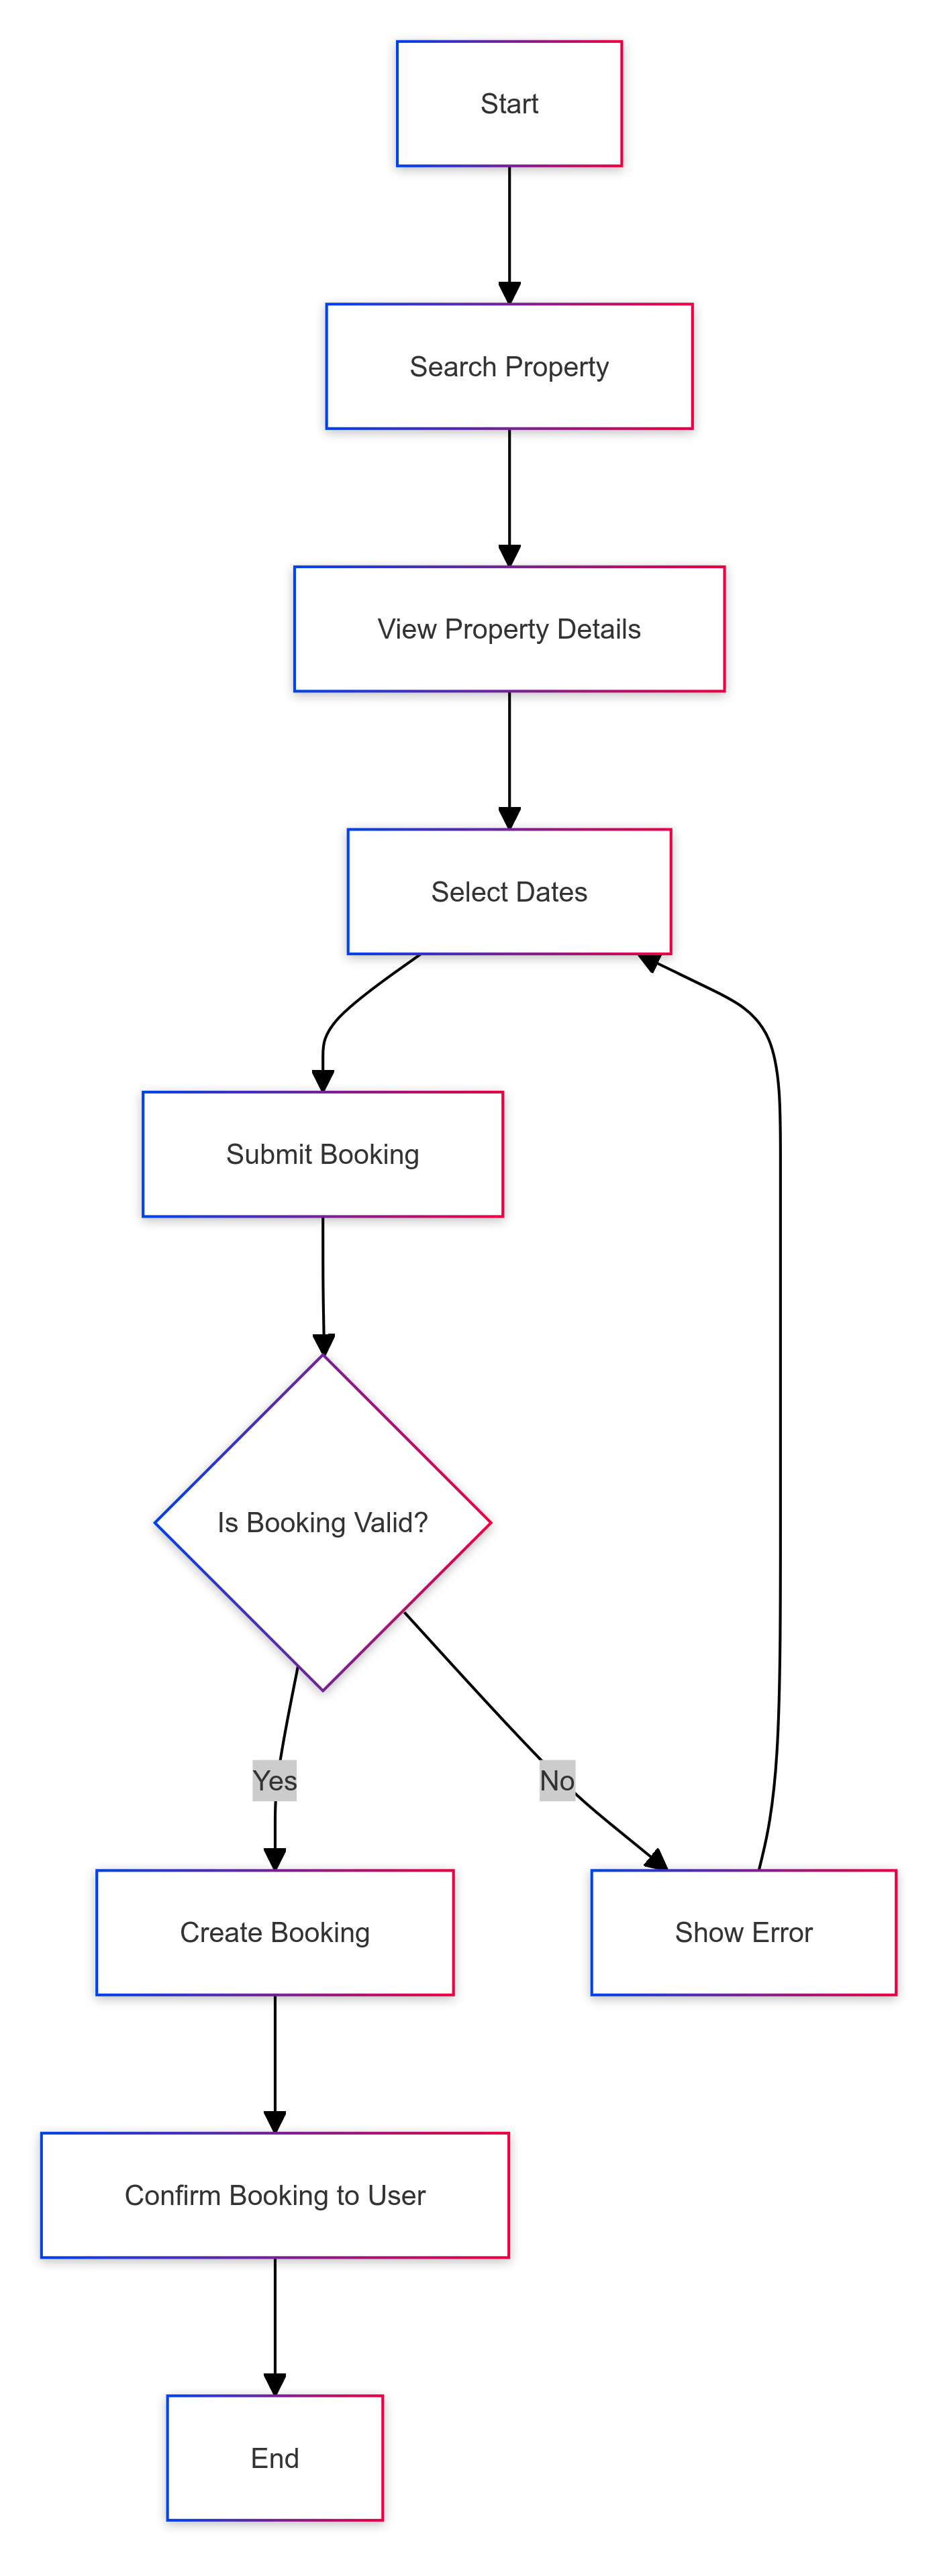 Start
Search Property
View Property Details
Select Dates
Submit Booking
Is Booking Valid?
Yes
No
Create Booking
Show Error
Confirm Booking to User
End